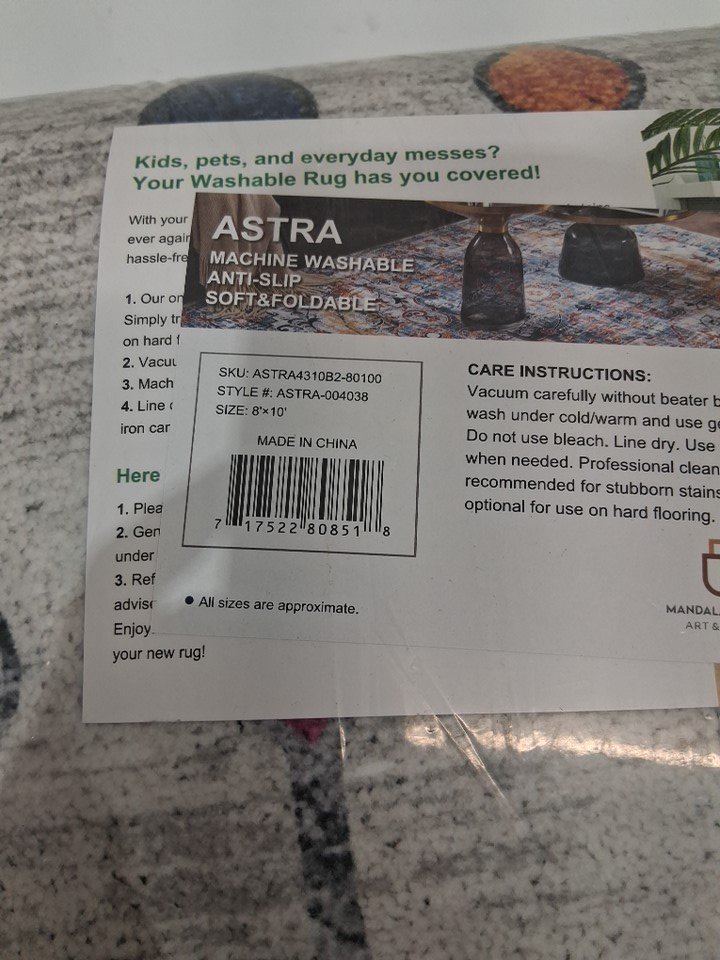 Kids, pets, and everyday messes?
Your Washable Rug has you covered!
With your
ever again
hassle-fre
1. Our on
Simply tr
on hard f
2. Vacuu
3. Mach
4. Line
iron car
Here
1. Plea
2. Gen
under
3. Ref
advise
Enjoy
your new rug!
ASTRA
MACHINE WASHABLE
ANTI-SLIP
SOFT&FOLDABLE
SKU: ASTRA4310B2-80100
STYLE #: ASTRA-004038
SIZE: 8'×10'
MADE IN CHINA
7 17522 80851 8
All sizes are approximate.
CARE INSTRUCTIONS:
Vacuum carefully without beater b
wash under cold/warm and use ge
Do not use bleach. Line dry. Use
when needed. Professional clean
recommended for stubborn stains
optional for use on hard flooring.
MANDAL
ART &